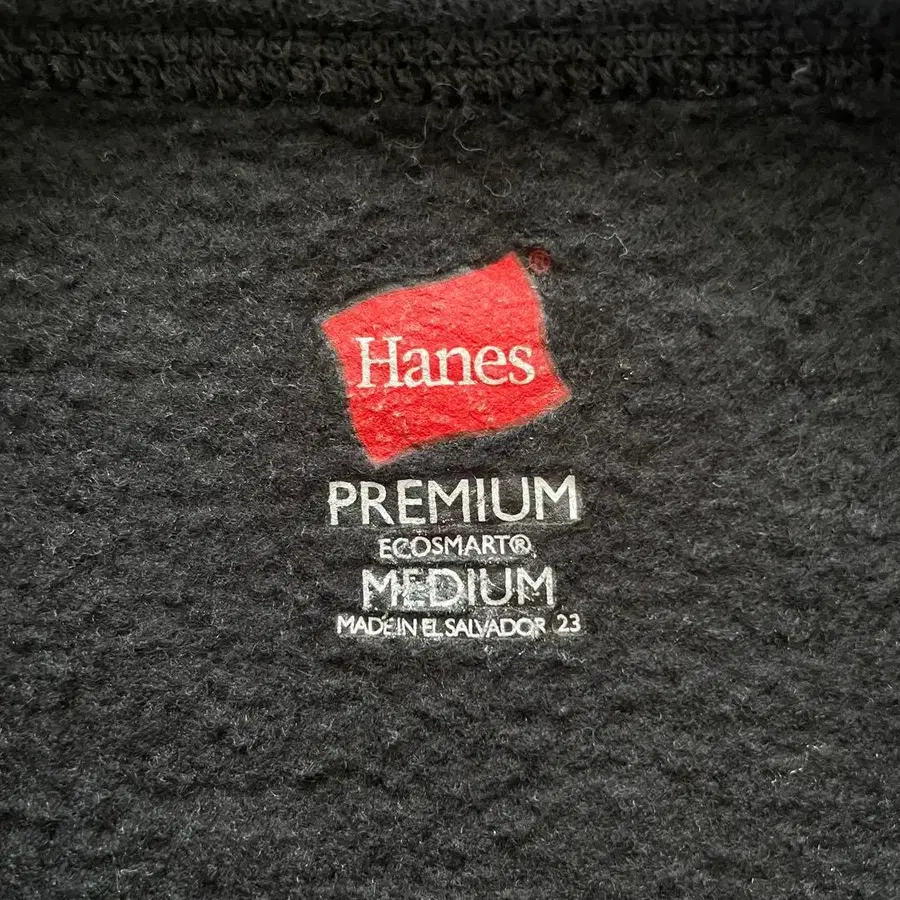 Hanes®
PREMIUM
ECOSMART®
MEDIUM
MADE IN EL SALVADOR 23